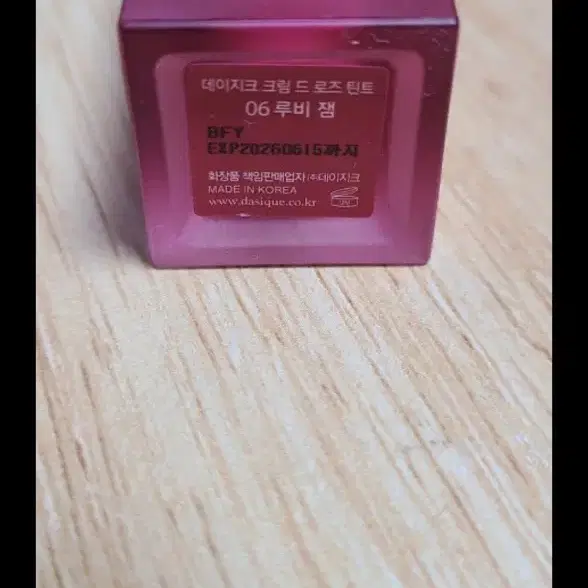 데이지크 크림 드 로즈 틴트
06 루비 잼
BFY
EXP20260615까지
화장품 책임판매업자 (주)데이지크
MADE IN KOREA
www.dasique.co.kr